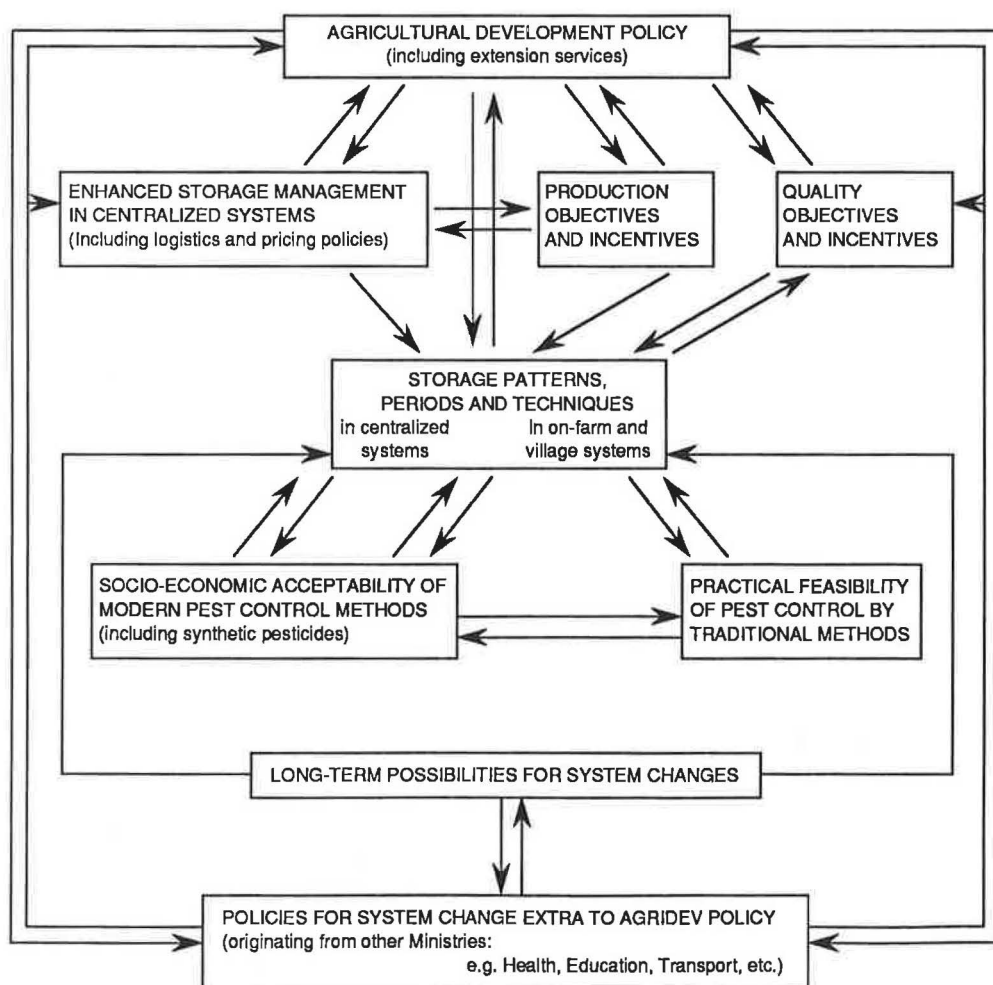 AGRICULTURAL DEVELOPMENT POLICY
(including extension services)
ENHANCED STORAGE MANAGEMENT
IN CENTRALIZED SYSTEMS
(Including logistics and pricing policies)
PRODUCTION
OBJECTIVES
AND INCENTIVES
QUALITY
OBJECTIVES
AND INCENTIVES
STORAGE PATTERNS,
PERIODS AND TECHNIQUES
in centralized
systems
In on-farm and
village systems
SOCIO-ECONOMIC ACCEPTABILITY OF
MODERN PEST CONTROL METHODS
(including synthetic pesticides)
PRACTICAL FEASIBILITY
OF PEST CONTROL BY
TRADITIONAL METHODS
LONG-TERM POSSIBILITIES FOR SYSTEM CHANGES
POLICIES FOR SYSTEM CHANGE EXTRA TO AGRIDEV POLICY
(originating from other Ministries:
e.g. Health, Education, Transport, etc.)